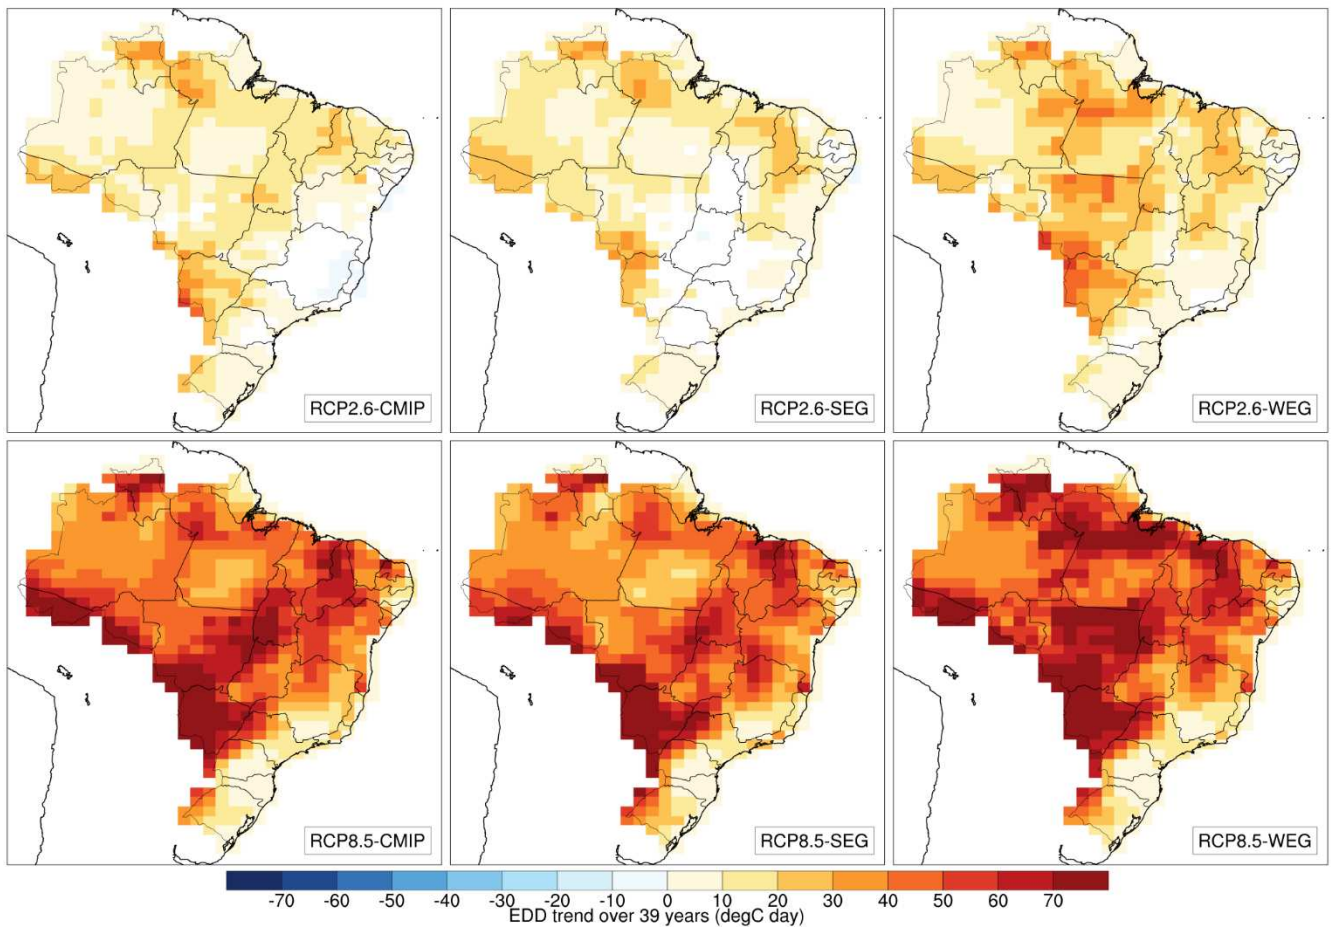 RCP2.6-CMIP
RCP2.6-SEG
RCP2.6-WEG
RCP8.5-CMIP
RCP8.5-SEG
RCP8.5-WEG
-70 -60 -50 -40 -30 -20 -10 0 10 20 30 40 50 60 70
EDD trend over 39 years (degC day)